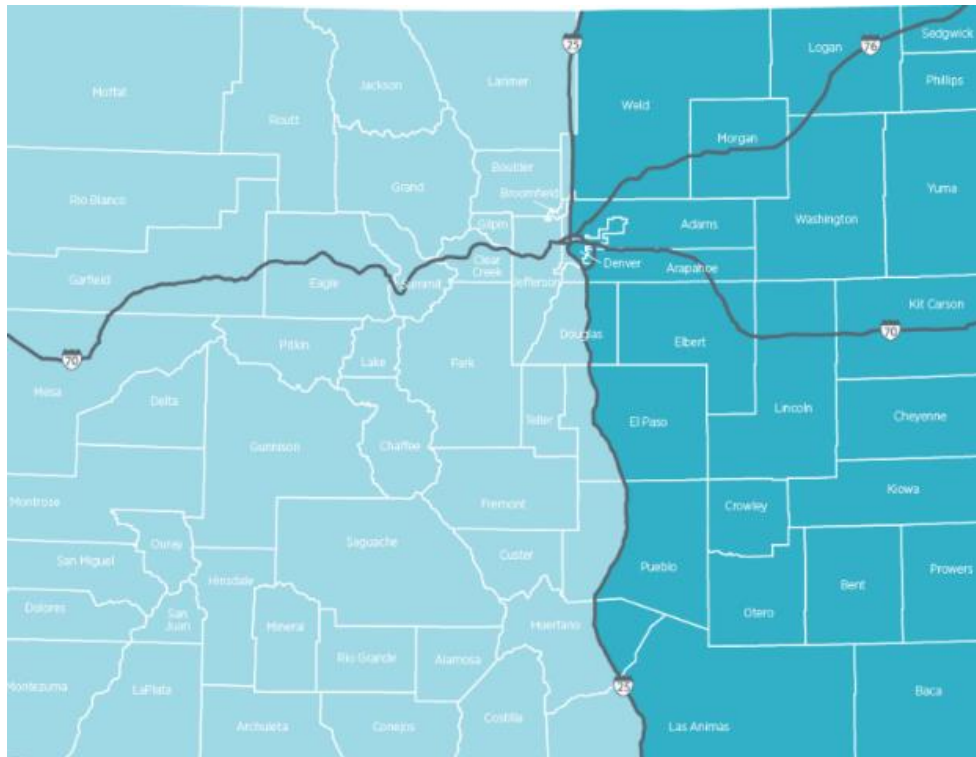 25
Logan
76
Sedgwick
Larimer
Jackson
Phillips
Moffat
Weld
Routt
Morgan
Boulder
Grand
Yuma
Broomfield
Rio Blanco
Washington
Gilpin
Adams
Denver
Arapahoe
Clear
Creek
Garfield
Eagle
Summit
Jefferson
Kit Carson
70
70
Douglas
Elbert
Pitkin
Lake
Park
Mesa
Delta
Lincoln
Cheyenne
Teller
El Paso
Gunnison
Chaffee
Kiowa
Montrose
Fremont
Crowley
Ouray
Saguache
San Miguel
Custer
Pueblo
Prowers
Hinsdale
Bent
Dolores
San
Juan
Mineral
Huerfano
Otero
Rio Grande
Alamosa
Montezuma
LaPlata
25
Baca
Costilla
Archuleta
Conejos
Las Animas